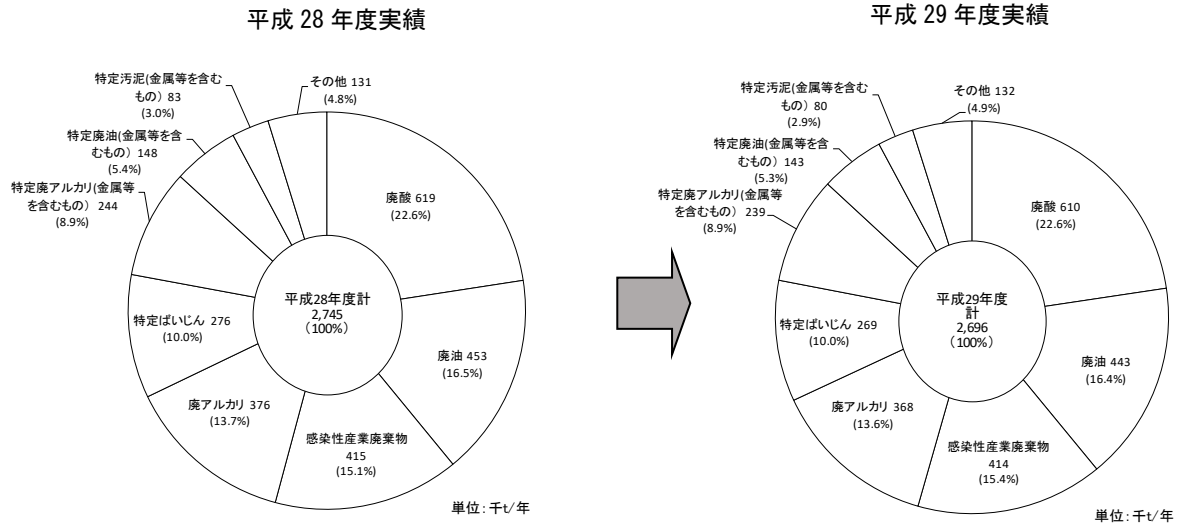 平成 28 年度実績
その他 131
(4.8%)
特定汚泥(金属等を含む
もの) 83
(3.0%)
特定廃油(金属等を含
むもの) 148
(5.4%)
特定廃アルカリ(金属等
を含むもの) 244
(8.9%)
廃酸 619
(22.6%)
平成28年度計
2,745
(100%)
特定ばいじん 276
(10.0%)
廃油 453
(16.5%)
廃アルカリ 376
(13.7%)
感染性産業廃棄物
415
(15.1%)
単位:千t/年
平成 29 年度実績
その他 132
(4.9%)
特定汚泥(金属等を含む
もの) 80
(2.9%)
特定廃油(金属等を含
むもの) 143
(5.3%)
特定廃アルカリ(金属等
を含むもの) 239
(8.9%)
廃酸 610
(22.6%)
平成29年度
計
2,696
(100%)
特定ばいじん 269
(10.0%)
廃油 443
(16.4%)
廃アルカリ 368
(13.6%)
感染性産業廃棄物
414
(15.4%)
単位:千t/年